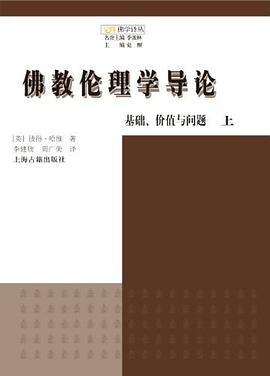 佛学译丛
名誉主编 季羡林
主 编 觉醒
佛教伦理学导论
基础、价值与问题 上
[英] 彼得·哈维 著
李建欣 周广荣 译
上海古籍出版社